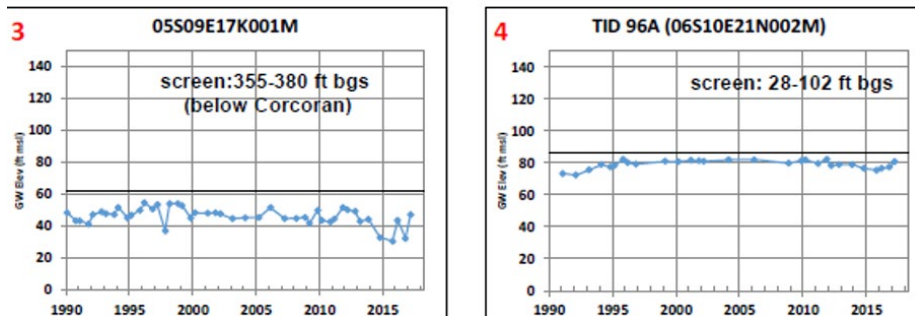 3
05S09E17K001M
screen:355-380 ft bgs
(below Corcoran)
GW Elev (ft msl)
140
120
100
80
60
40
20
0
1990 1995 2000 2005 2010 2015
4
TID 96A (06S10E21N002M)
screen: 28-102 ft bgs
GW Elev (ft msl)
140
120
100
80
60
40
20
0
1990 1995 2000 2005 2010 2015